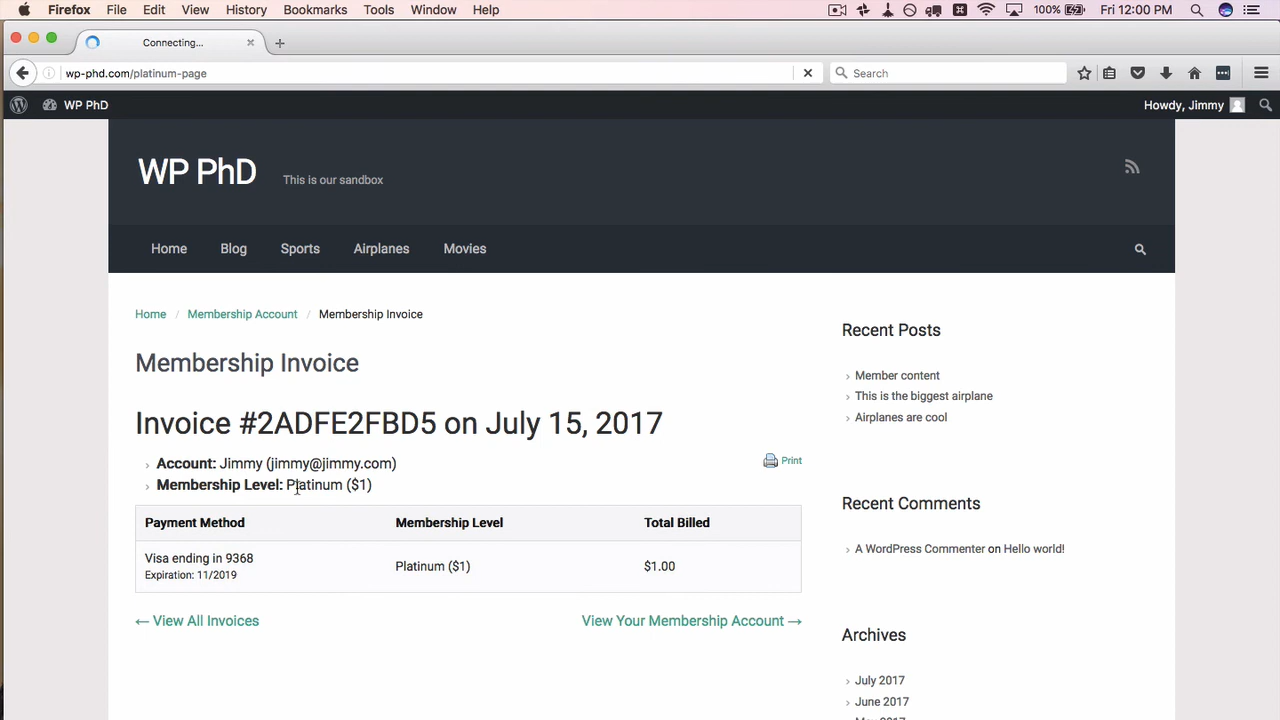 Firefox File Edit View History Bookmarks Tools Window Help 100% Fri 12:00 PM
Connecting...
wp-phd.com/platinum-page Search
WP PhD Howdy, Jimmy
WP PhD This is our sandbox
Home Blog Sports Airplanes Movies
Home / Membership Account / Membership Invoice
Membership Invoice
Invoice #2ADFE2FBD5 on July 15, 2017
Account: Jimmy (jimmy@jimmy.com)
Print
Membership Level: Platinum ($1)
Payment Method Membership Level Total Billed
Visa ending in 9368 Platinum ($1) $1.00
Expiration: 11/2019
← View All Invoices View Your Membership Account →
Recent Posts
› Member content
› This is the biggest airplane
› Airplanes are cool
Recent Comments
› A WordPress Commenter on Hello world!
Archives
› July 2017
› June 2017